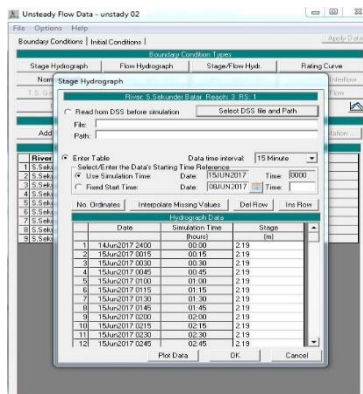 Unsteady Flow Data - unstady 02
File Options Help
Boundary Conditions | Initial Conditions | Apply Data
Boundary Condition Types
Stage Hydrograph Flow Hydrograph Stage/Flow Hydr. Rating Curve
Stage Hydrograph
River: S.Sekunder Batar Reach: 3 RS: 1
Read from DSS before simulation Select DSS file and Path
File:
Path:
Enter Table Data time interval: 15 Minute
Select/Enter the Data's Starting Time Reference
Use Simulation Time: Date: 15JUN2017 Time: 0000
Fixed Start Time: Date: 08JUN2017 Time:
No. Ordinates Interpolate Missing Values Del Row Ins Row
Hydrograph Data
Date Simulation Time Stage
(hours) (m)
1 14Jun2017 2400 00:00 2.19
2 15Jun2017 0015 00:15 2.19
3 15Jun2017 0030 00:30 2.19
4 15Jun2017 0045 00:45 2.19
5 15Jun2017 0100 01:00 2.19
6 15Jun2017 0115 01:15 2.19
7 15Jun2017 0130 01:30 2.19
8 15Jun2017 0145 01:45 2.19
9 15Jun2017 0200 02:00 2.19
10 15Jun2017 0215 02:15 2.19
11 15Jun2017 0230 02:30 2.19
12 15Jun2017 0245 02:45 2.19
Plot Data OK Cancel
River
1 S.Sekun
2 S.Sekun